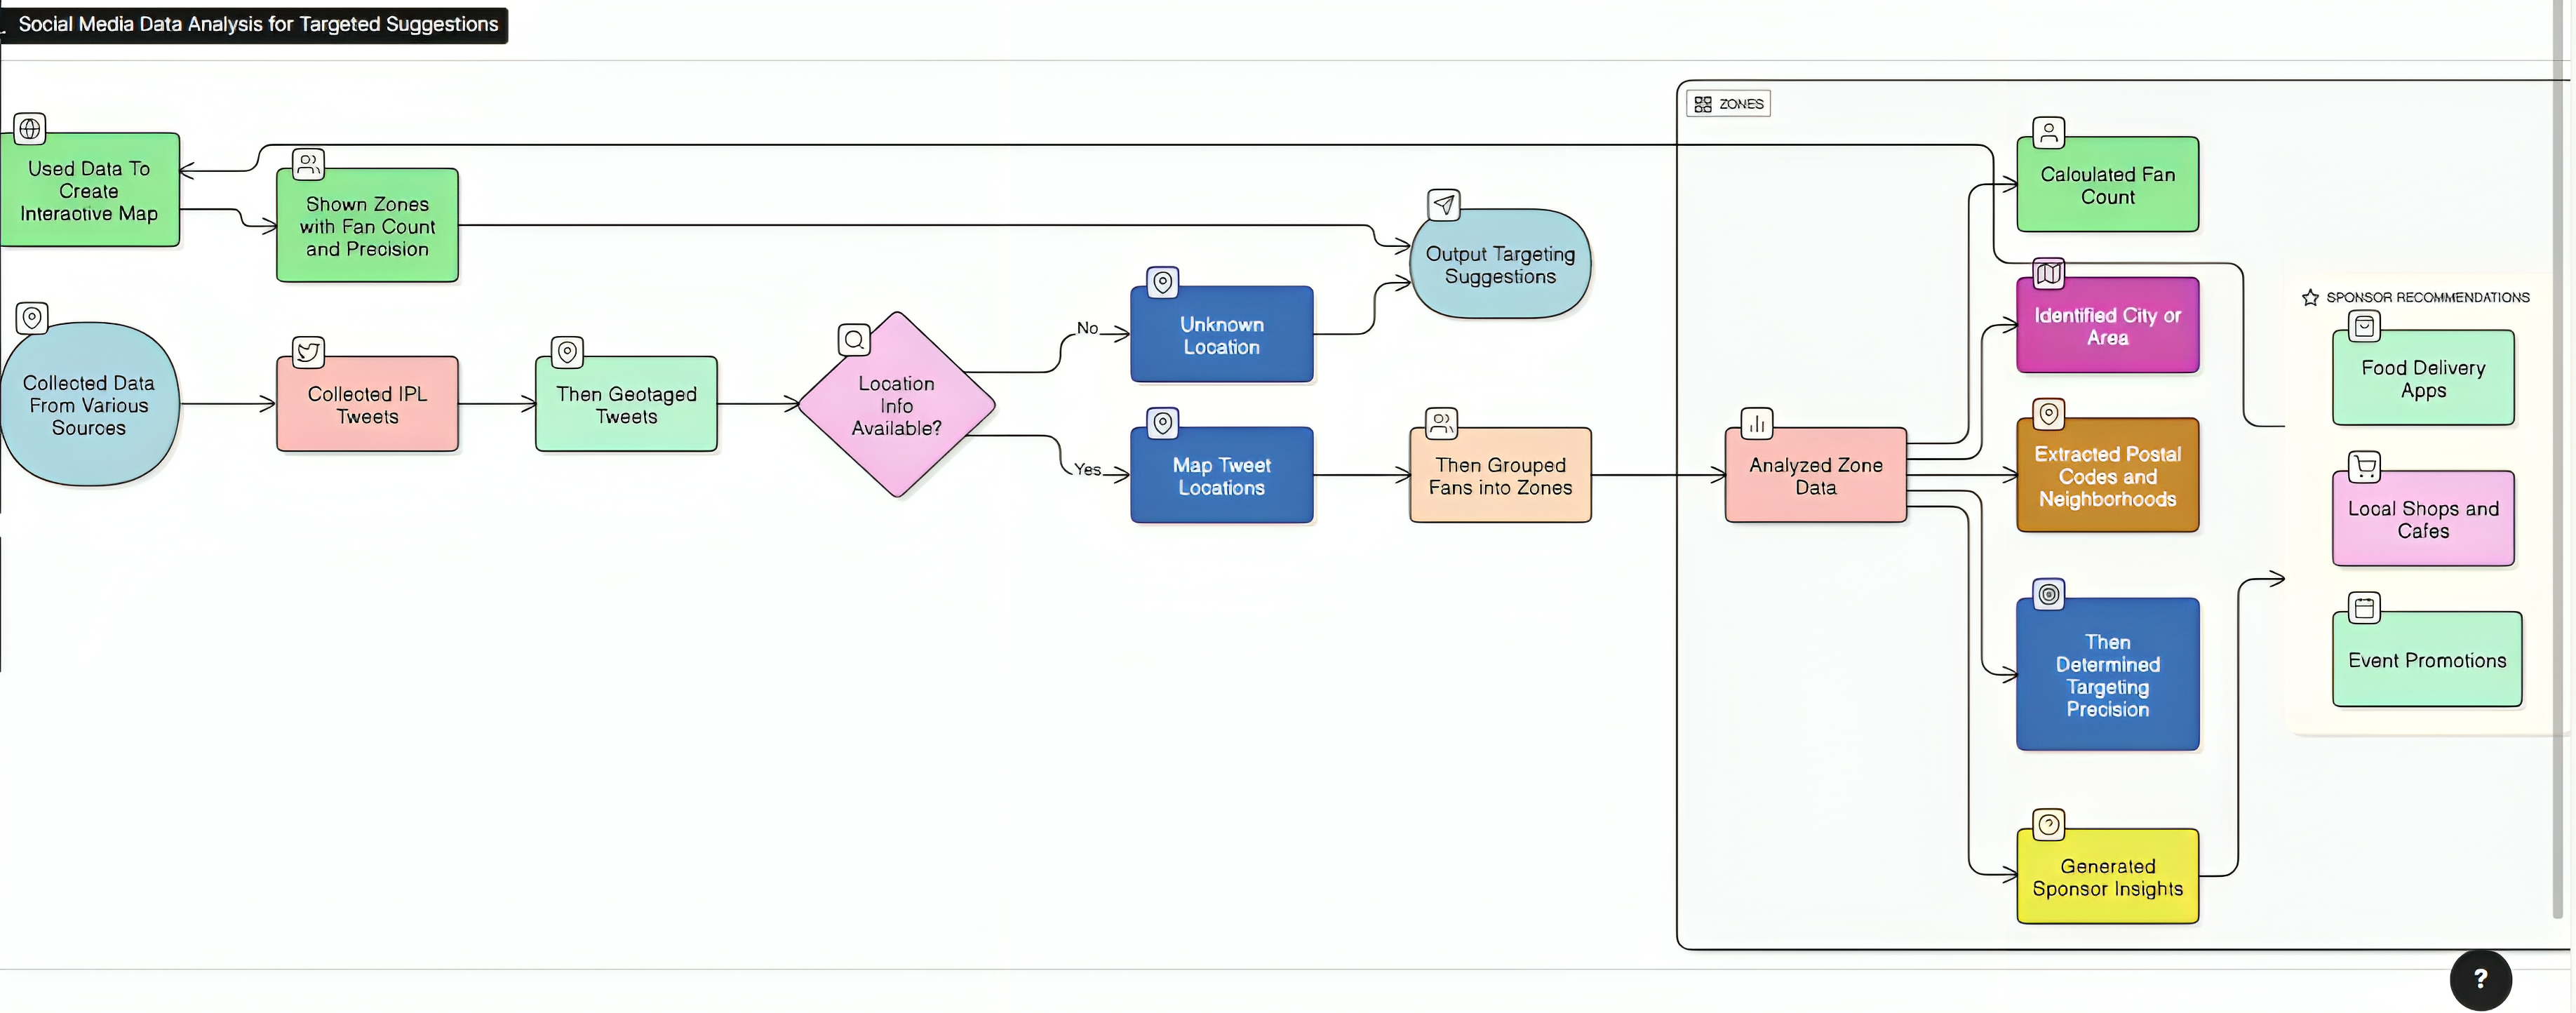 Social Media Data Analysis for Targeted Suggestions
ZONES
Used Data To
Create
Interactive Map
Shown Zones
with Fan Count
and Precision
Output Targeting
Suggestions
Calculated Fan
Count
Collected Data
From Various
Sources
Collected IPL
Tweets
Then Geotaged
Tweets
Location
Info
Available?
No
Unknown
Location
Yes
Map Tweet
Locations
Then Grouped
Fans into Zones
Analyzed Zone
Data
Identified City or
Area
Extracted Postal
Codes and
Neighborhoods
Then
Determined
Targeting
Precision
Generated
Sponsor Insights
SPONSOR RECOMMENDATIONS
Food Delivery
Apps
Local Shops and
Cafes
Event Promotions
?